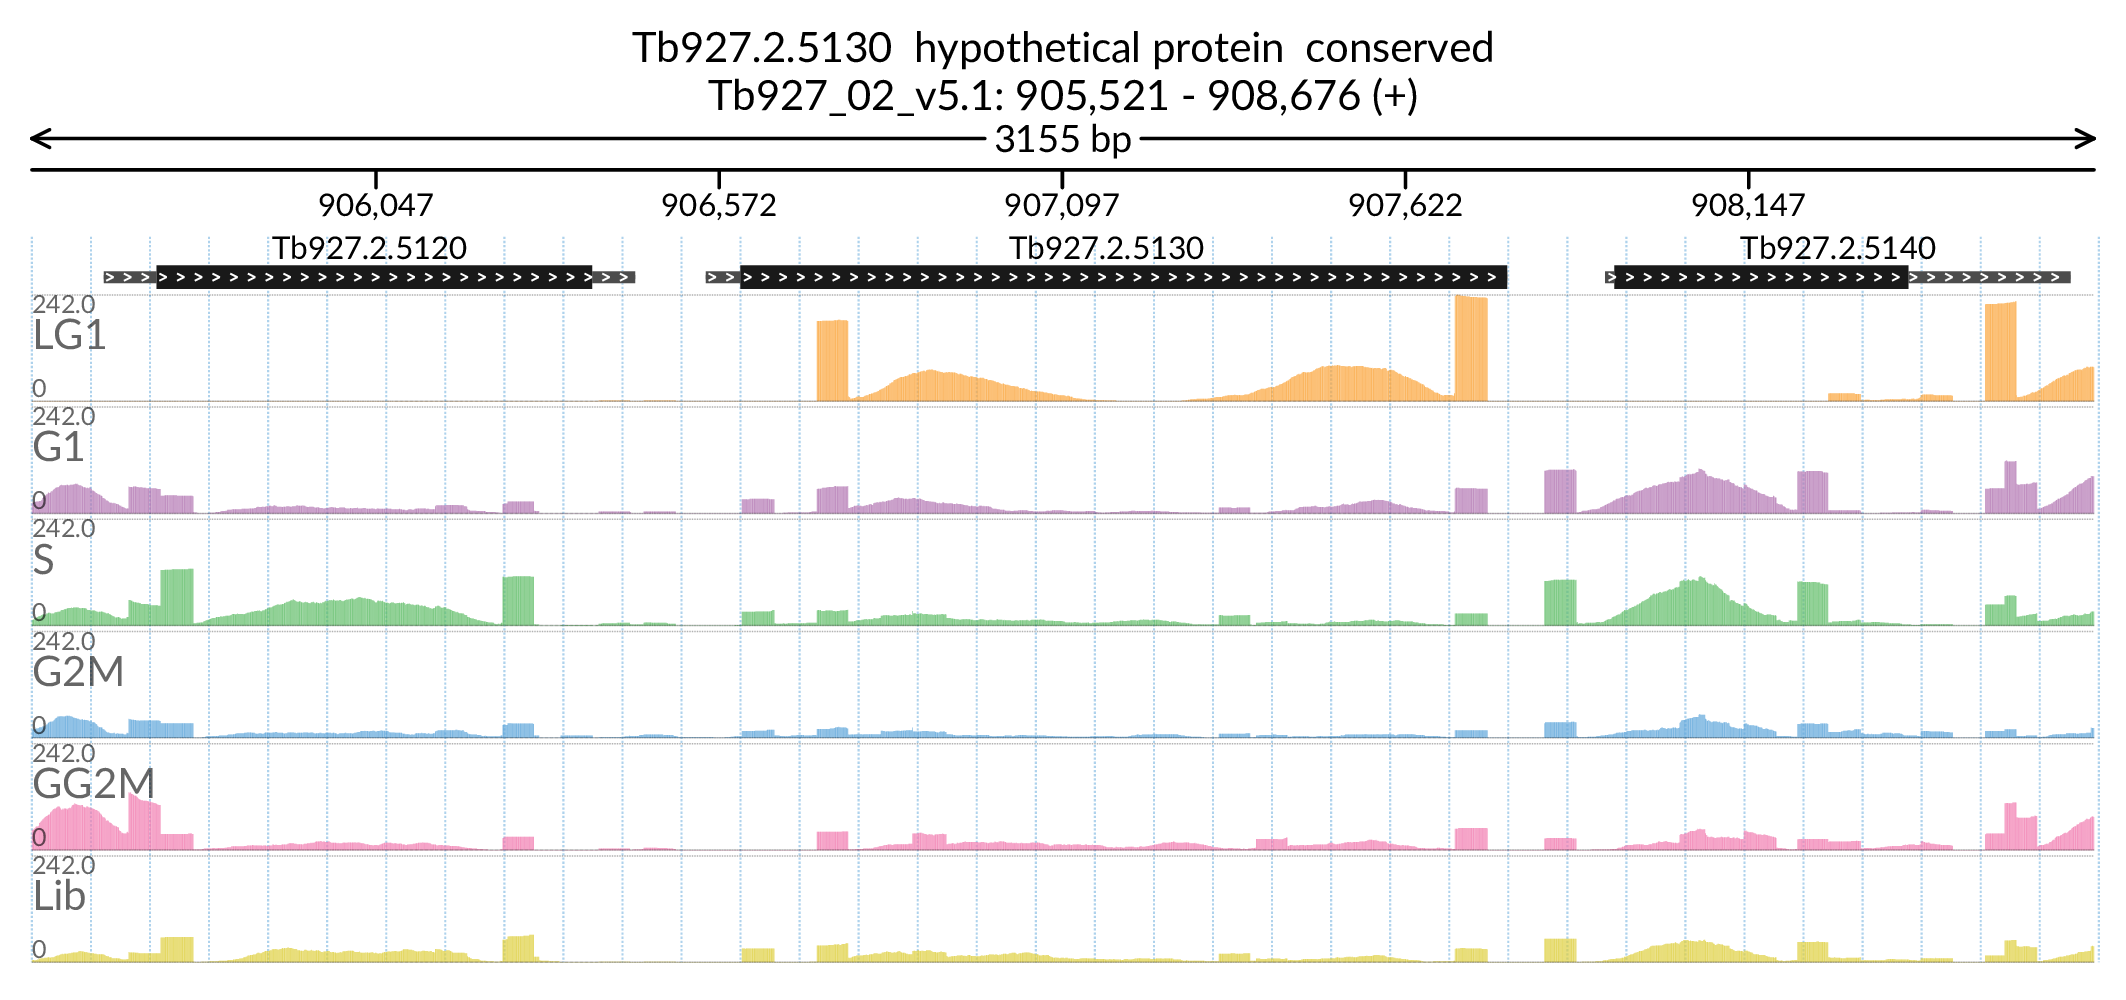 Tb927.2.5130  hypothetical protein  conserved
Tb927_02_v5.1: 905,521 - 908,676 (+)
3155 bp
906,047 906,572 907,097 907,622 908,147
Tb927.2.5120 Tb927.2.5130 Tb927.2.5140
242.0
LG1
0
242.0
G1
0
242.0
S
0
242.0
G2M
0
242.0
GG2M
0
242.0
Lib
0